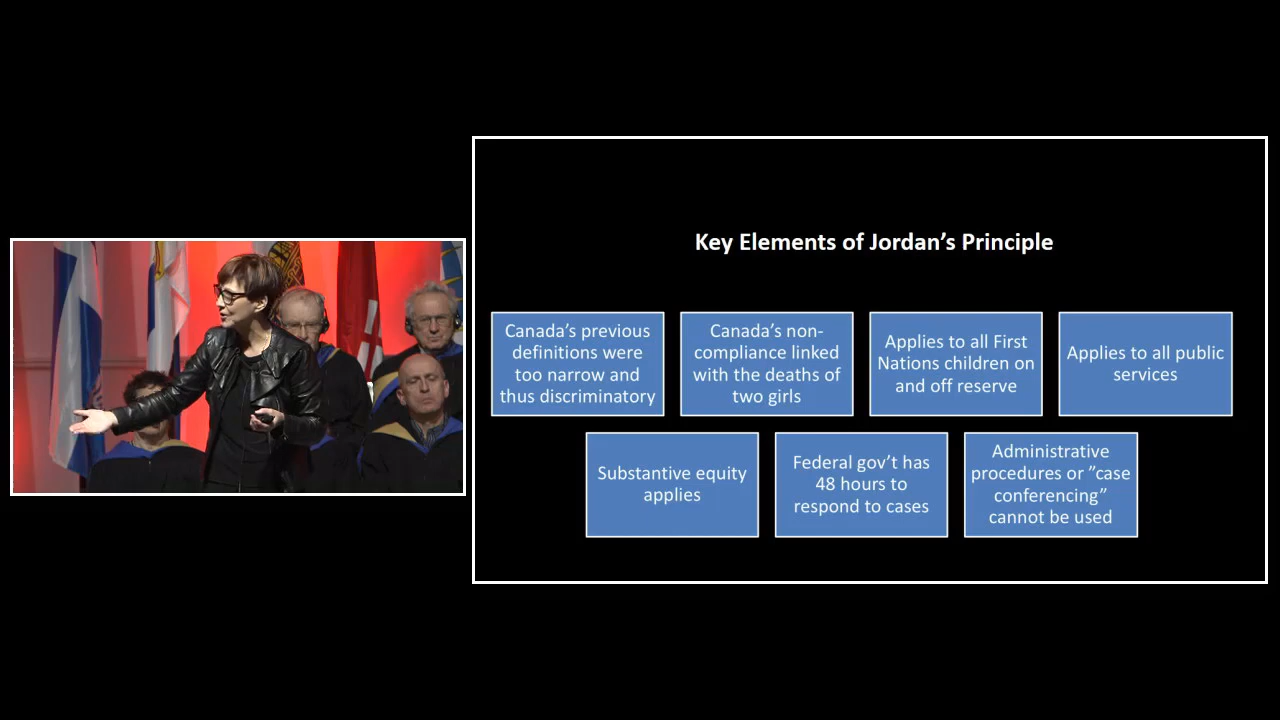 Key Elements of Jordan's Principle
Canada's previous
definitions were
too narrow and
thus discriminatory
Canada's non-
compliance linked
with the deaths of
two girls
Applies to all First
Nations children on
and off reserve
Applies to all public
services
Substantive equity
applies
Federal gov't has
48 hours to
respond to cases
Administrative
procedures or ”case
conferencing”
cannot be used